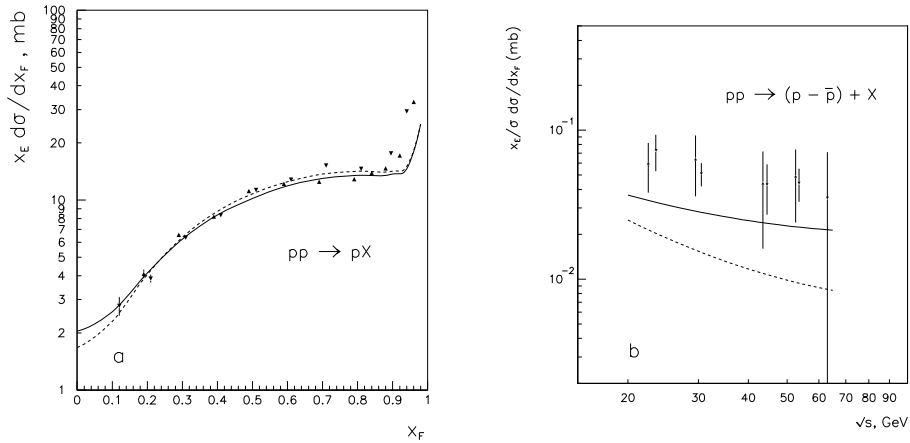 x_E dσ/dx_F , mb
100
90
80
70
60
50
40
30
20
10
9
8
7
6
5
4
3
2
1
pp → pX
a
0 0.1 0.2 0.3 0.4 0.5 0.6 0.7 0.8 0.9 1
x_F
x_E/σ dσ/dx_F (mb)
pp → (p – p̄) + X
10⁻¹
10⁻²
b
20 30 40 50 60 70 80 90
√s, GeV